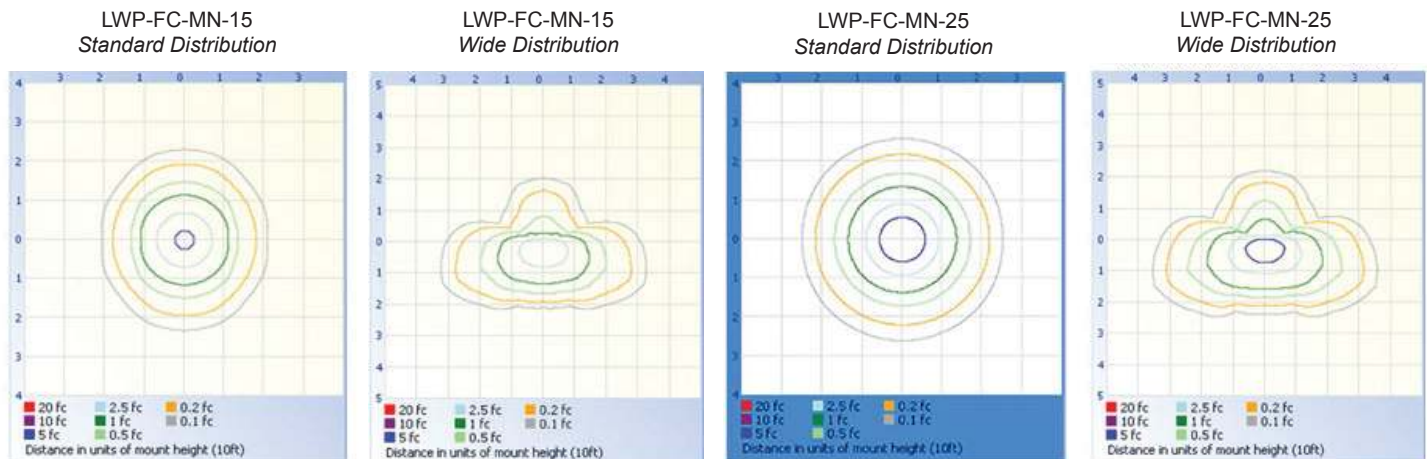 LWP-FC-MN-15
Standard Distribution
3 2 1 0 1 2 3
4
3
2
1
0
1
2
3
4
20 fc 2.5 fc 0.2 fc
10 fc 1 fc 0.1 fc
5 fc 0.5 fc
Distance in units of mount height (10ft)
LWP-FC-MN-15
Wide Distribution
4 3 2 1 0 1 2 3 4
5
4
3
2
1
0
1
2
3
4
5
20 fc 2.5 fc 0.2 fc
10 fc 1 fc 0.1 fc
5 fc 0.5 fc
Distance in units of mount height (10ft)
LWP-FC-MN-25
Standard Distribution
3 2 1 0 1 2 3
4
3
2
1
0
1
2
3
4
20 fc 2.5 fc 0.2 fc
10 fc 1 fc 0.1 fc
5 fc 0.5 fc
Distance in units of mount height (10ft)
LWP-FC-MN-25
Wide Distribution
4 3 2 1 0 1 2 3 4
5
4
3
2
1
0
1
2
3
4
5
20 fc 2.5 fc 0.2 fc
10 fc 1 fc 0.1 fc
5 fc 0.5 fc
Distance in units of mount height (10ft)